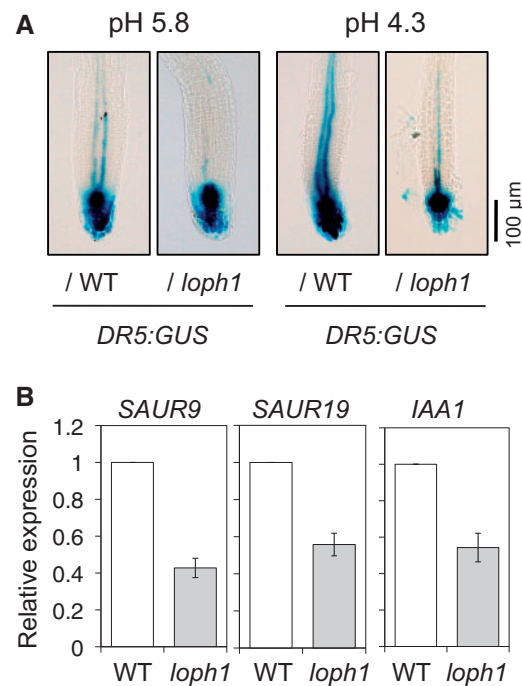 A
pH 5.8 pH 4.3
100 µm
/ WT / loph1 / WT / loph1
DR5:GUS DR5:GUS
B
SAUR9 SAUR19 IAA1
Relative expression
1.2
1
0.8
0.6
0.4
0.2
0
WT loph1 WT loph1 WT loph1